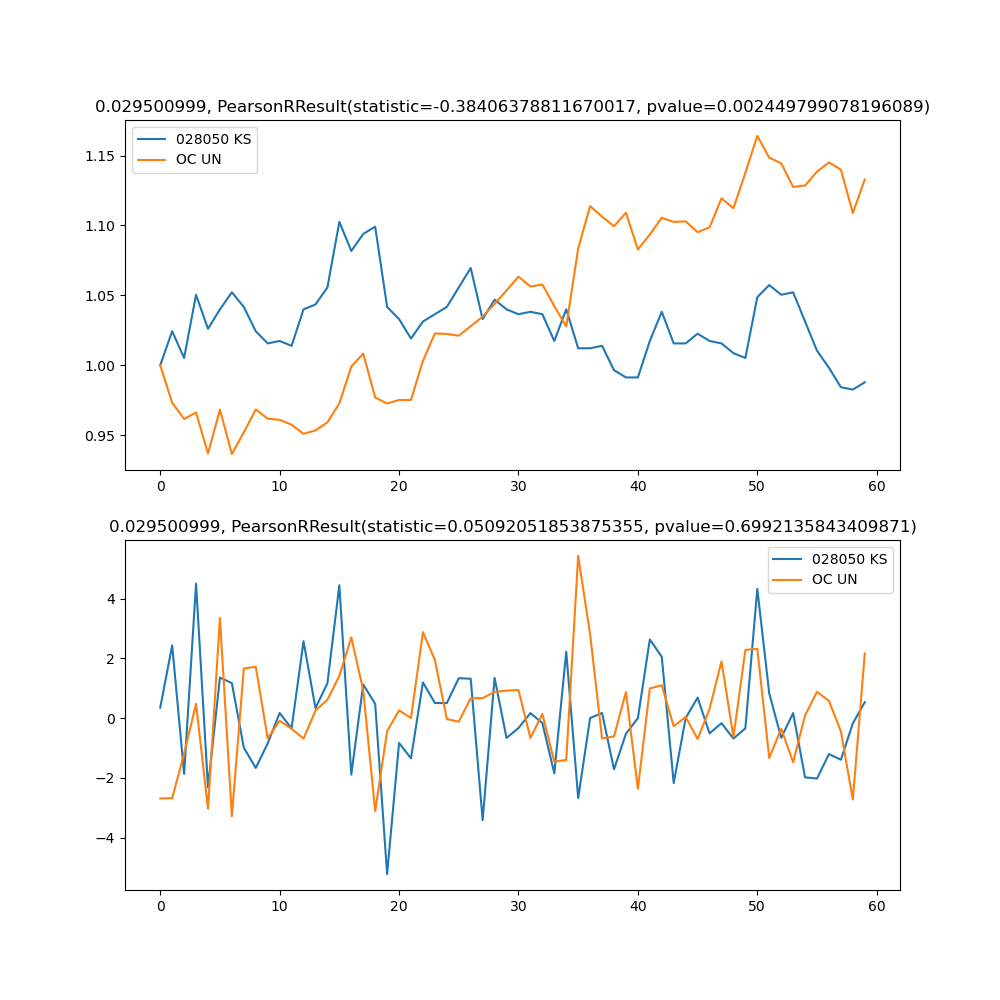 0.029500999, PearsonRResult(statistic=-0.38406378811670017, pvalue=0.002449799078196089)
028050 KS
OC UN
1.15
1.10
1.05
1.00
0.95
0 10 20 30 40 50 60
0.029500999, PearsonRResult(statistic=0.05092051853875355, pvalue=0.6992135843409871)
028050 KS
OC UN
4
2
0
−2
−4
0 10 20 30 40 50 60